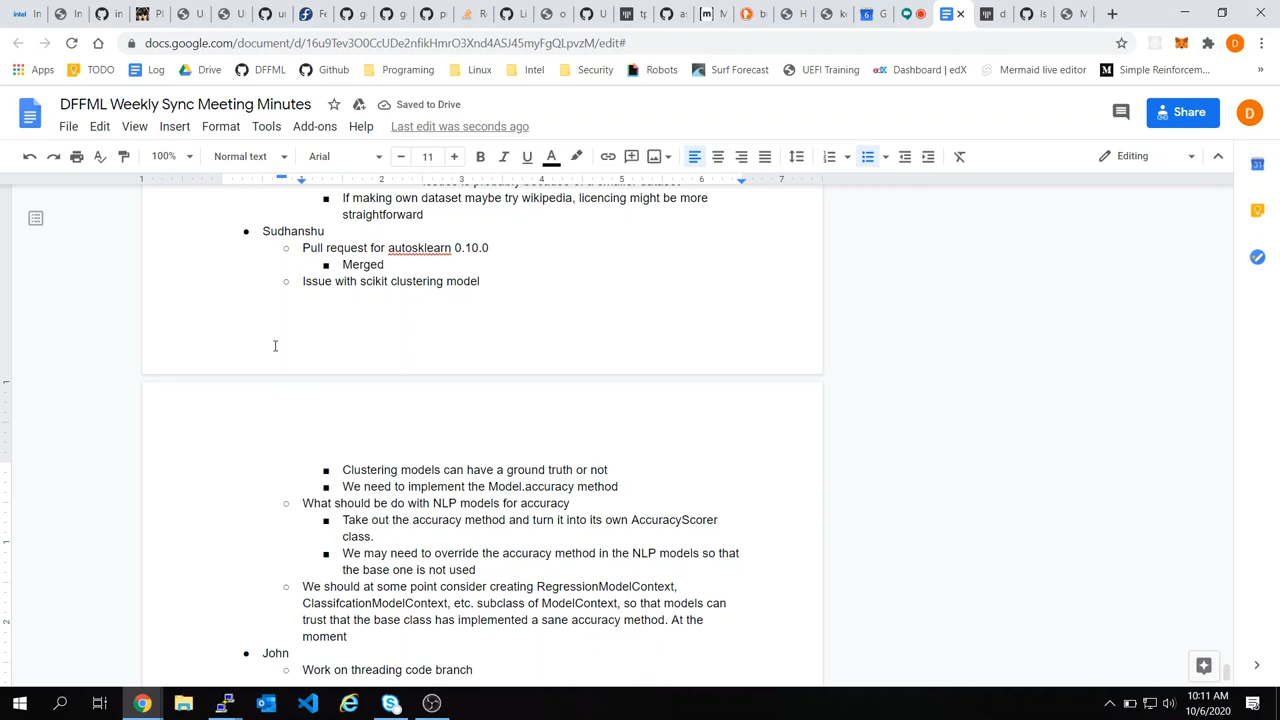 docs.google.com/document/d/16u9Tev3O0CcUDe2nfikHmrO3Xnd4ASJ45myFgQLpvzM/edit#
Apps TODO Log Drive DFFML Github Programing Linux Intel Security Robots Surf Forecast UEFI Training Dashboard | edX Mermaid live editor Simple Reinforcem...
DFFML Weekly Sync Meeting Minutes Saved to Drive
Share
D
File Edit View Insert Format Tools Add-ons Help Last edit was seconds ago
100% Normal text Arial 11 Editing
1 1 2 3 4 5 6 7
If making own dataset maybe try wikipedia, licencing might be more
straightforward
Sudhanshu
Pull request for autosklearn 0.10.0
Merged
Issue with scikit clustering model
Clustering models can have a ground truth or not
We need to implement the Model.accuracy method
What should be do with NLP models for accuracy
Take out the accuracy method and turn it into its own AccuracyScorer
class.
We may need to override the accuracy method in the NLP models so that
the base one is not used
We should at some point consider creating RegressionModelContext,
ClassifcationModelContext, etc. subclass of ModelContext, so that models can
trust that the base class has implemented a sane accuracy method. At the
moment
John
Work on threading code branch
10:11 AM
10/6/2020